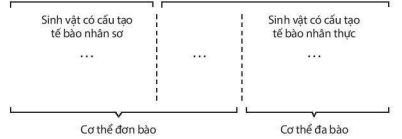 Sinh vật có cấu tạo
tế bào nhân sơ
...
...
Sinh vật có cấu tạo
tế bào nhân thực
...
Cơ thể đơn bào
Cơ thể đa bào